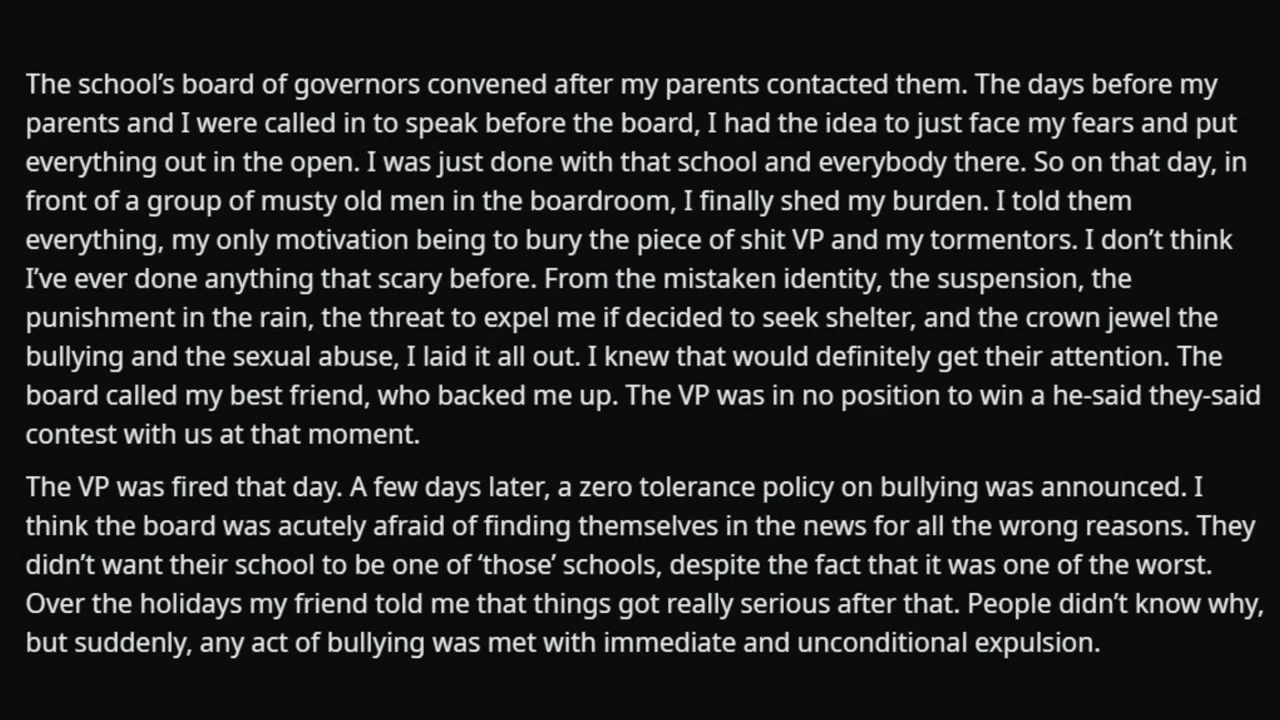 The school’s board of governors convened after my parents contacted them. The days before my
parents and I were called in to speak before the board, I had the idea to just face my fears and put
everything out in the open. I was just done with that school and everybody there. So on that day, in
front of a group of musty old men in the boardroom, I finally shed my burden. I told them
everything, my only motivation being to bury the piece of shit VP and my tormentors. I don’t think
I’ve ever done anything that scary before. From the mistaken identity, the suspension, the
punishment in the rain, the threat to expel me if decided to seek shelter, and the crown jewel the
bullying and the sexual abuse, I laid it all out. I knew that would definitely get their attention. The
board called my best friend, who backed me up. The VP was in no position to win a he-said they-said
contest with us at that moment.
The VP was fired that day. A few days later, a zero tolerance policy on bullying was announced. I
think the board was acutely afraid of finding themselves in the news for all the wrong reasons. They
didn’t want their school to be one of ‘those’ schools, despite the fact that it was one of the worst.
Over the holidays my friend told me that things got really serious after that. People didn’t know why,
but suddenly, any act of bullying was met with immediate and unconditional expulsion.